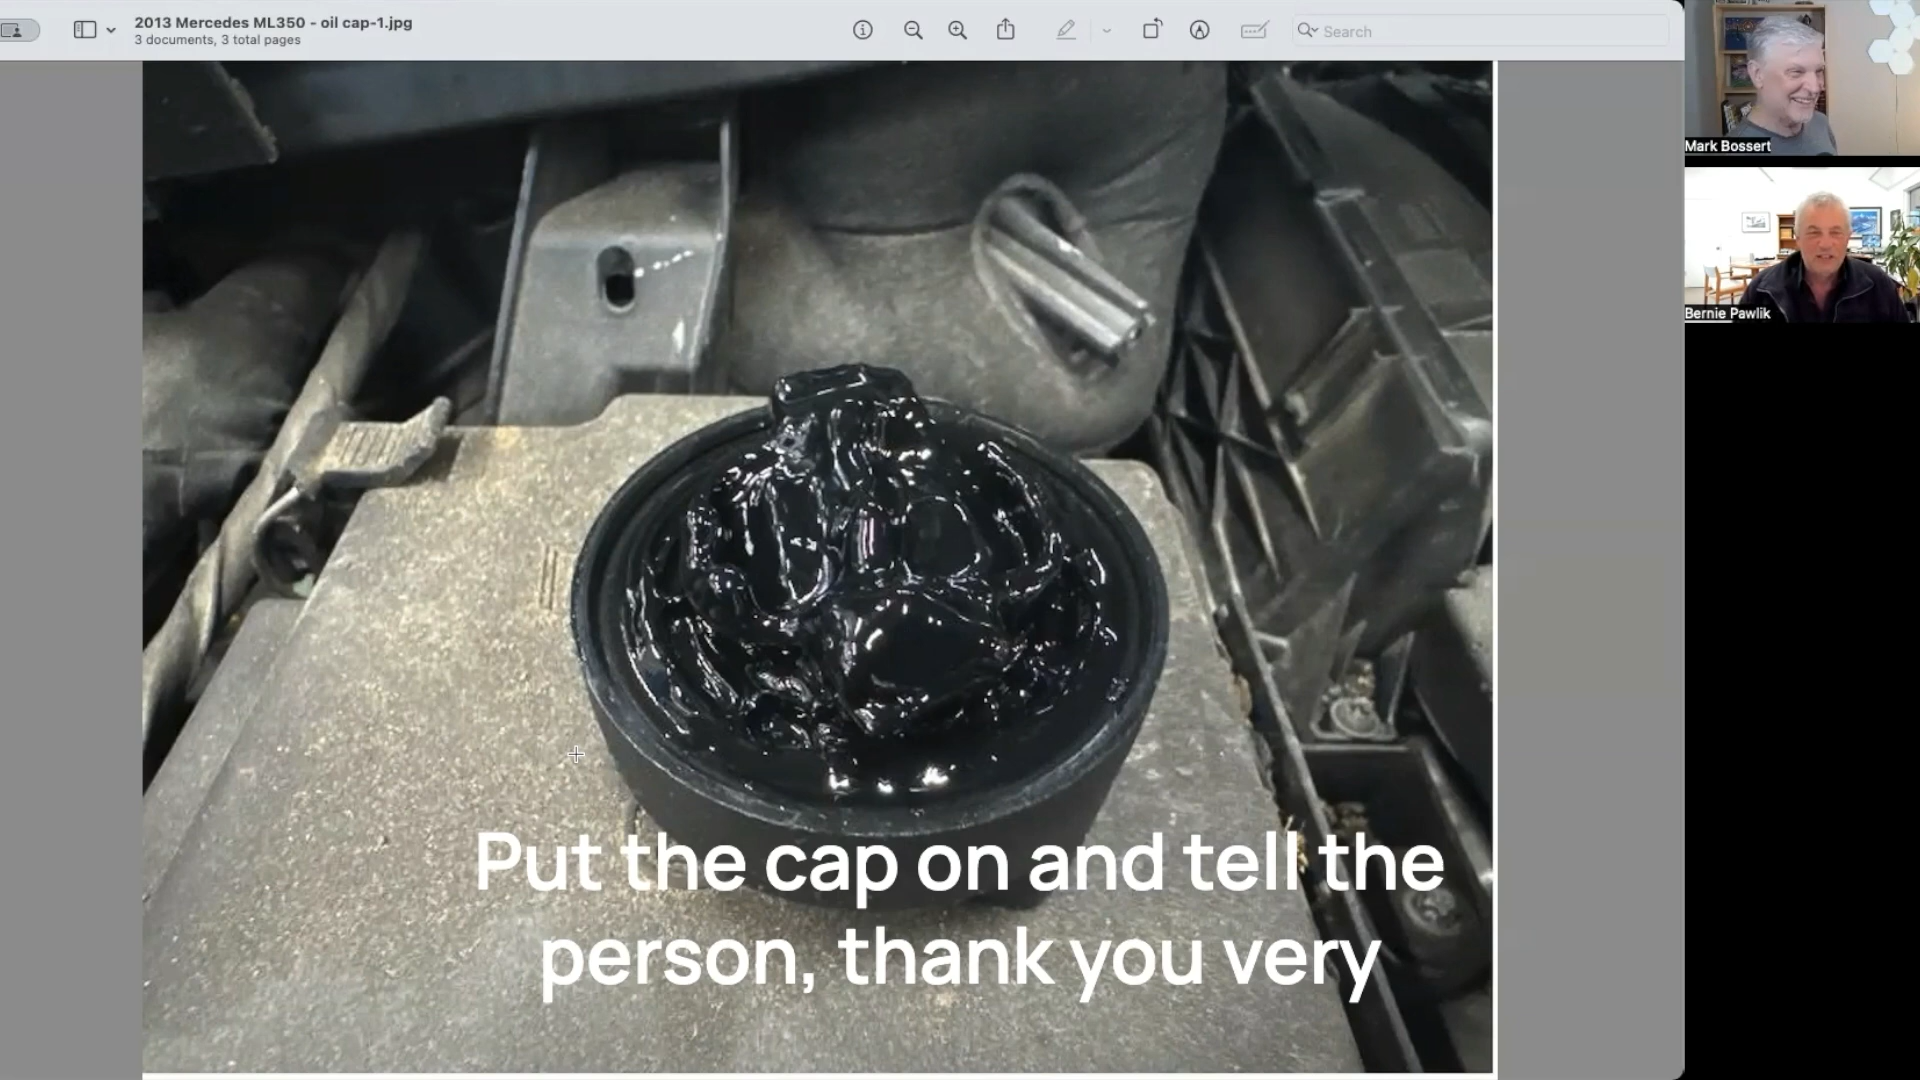 2013 Mercedes ML350 - oil cap-1.jpg
3 documents, 3 total pages
Search
Mark Bossert
Bernie Pawlik
Put the cap on and tell the
person, thank you very